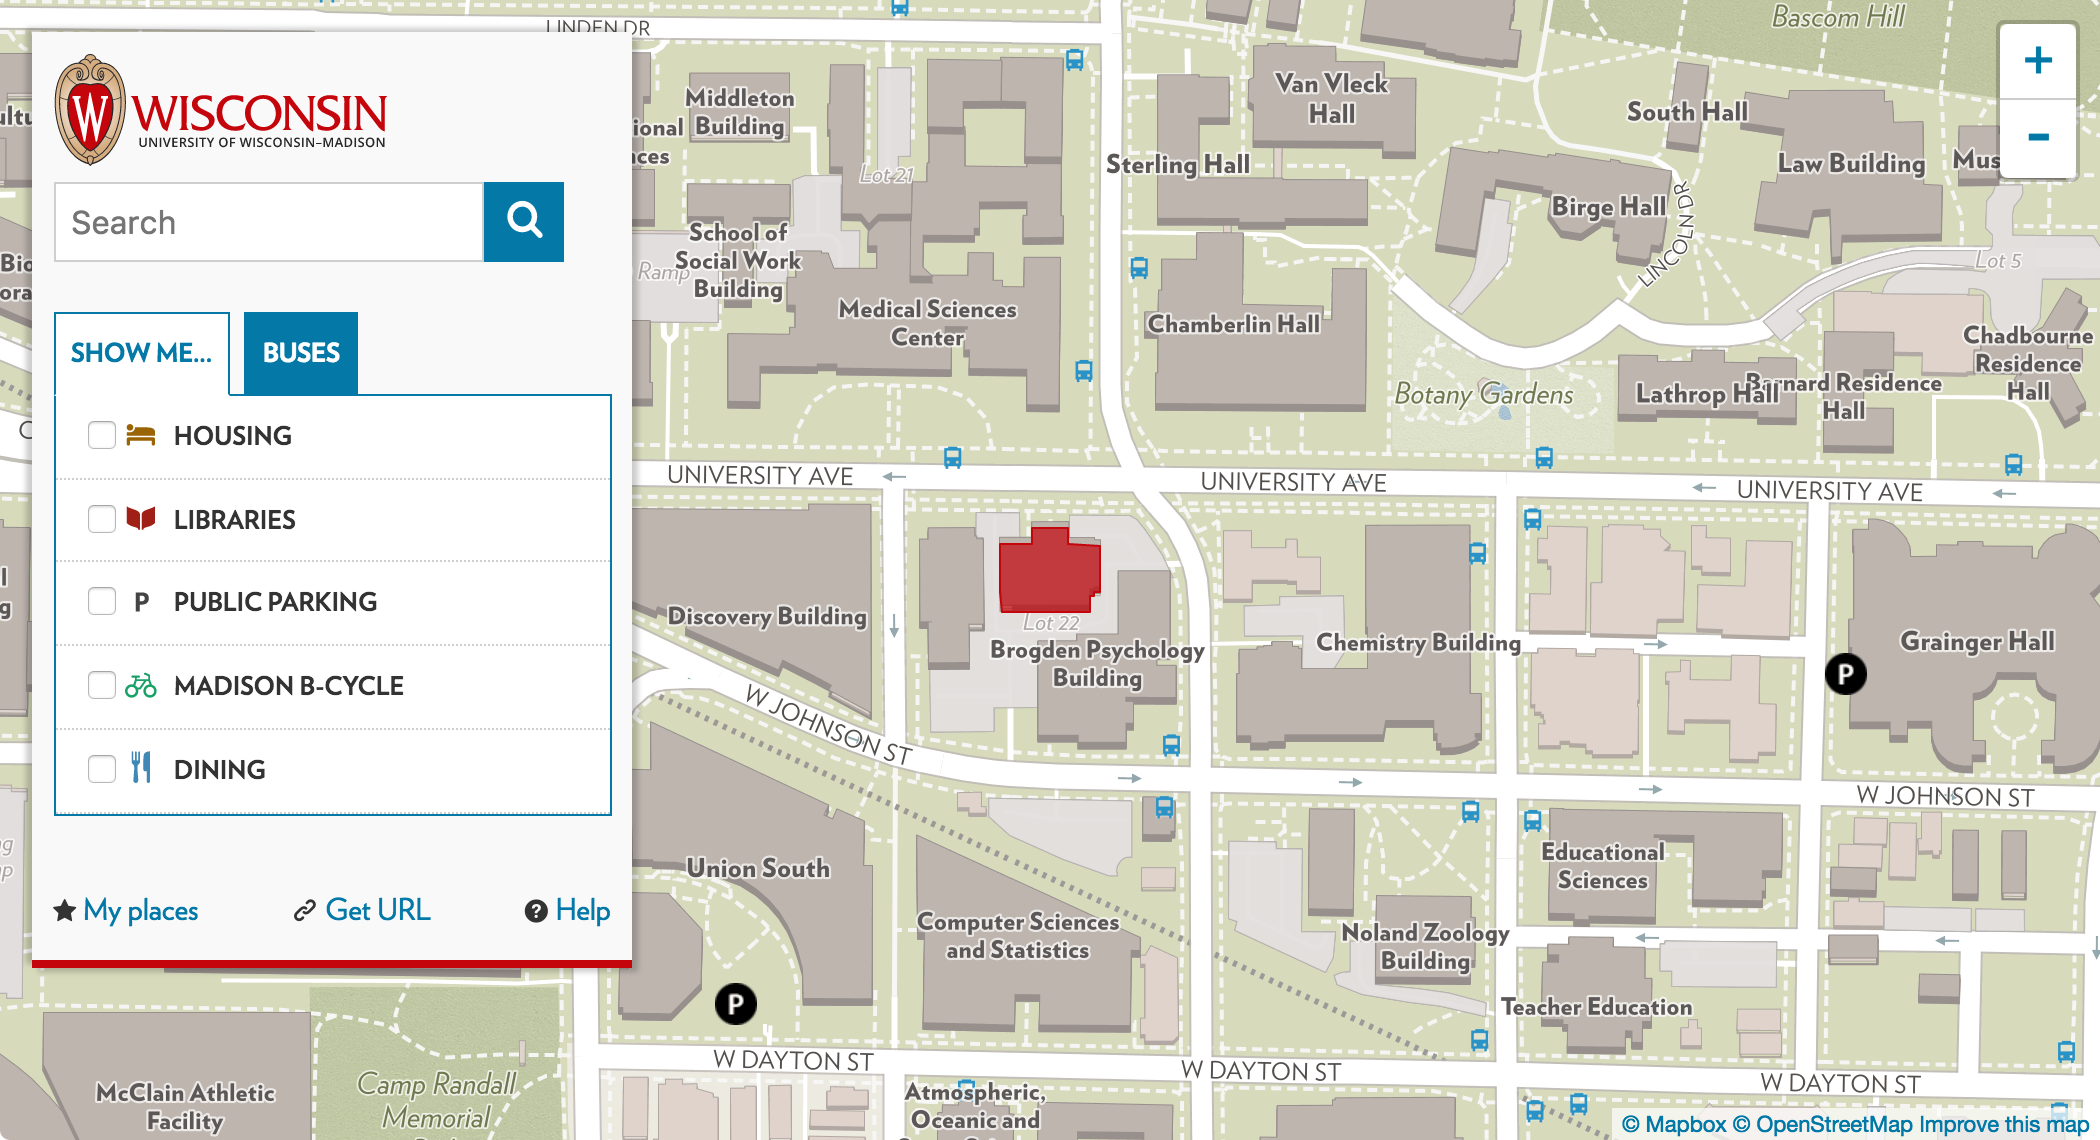 WISCONSIN
UNIVERSITY OF WISCONSIN–MADISON
Search
SHOW ME...
BUSES
HOUSING
LIBRARIES
P
PUBLIC PARKING
MADISON B-CYCLE
DINING
My places
Get URL
Help
LINDEN DR
Bascom Hill
+
-
Middleton
Building
Lot 21
Van Vleck
Hall
South Hall
Law Building
Mus
Sterling Hall
Birge Hall
LINCOLN DR
School of
Social Work
Building
Ramp
Lot 5
Medical Sciences
Center
Chamberlin Hall
Chadbourne
Residence
Hall
Botany Gardens
Lathrop Hall
Barnard Residence
Hall
UNIVERSITY AVE
UNIVERSITY AVE
UNIVERSITY AVE
Discovery Building
Lot 22
Brogden Psychology
Building
Chemistry Building
Grainger Hall
P
W JOHNSON ST
W JOHNSON ST
Union South
Educational
Sciences
Computer Sciences
and Statistics
Noland Zoology
Building
P
Teacher Education
W DAYTON ST
W DAYTON ST
W DAYTON ST
McClain Athletic
Facility
Camp Randall
Memorial
Atmospheric,
Oceanic and
© Mapbox © OpenStreetMap Improve this map